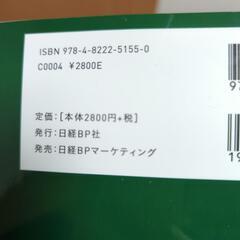 ISBN 978-4-8222-5155-0
C0004 ¥2800E
定価：[本体2800円+税]
発行：日経BP社
発売：日経BPマーケティング
97
19